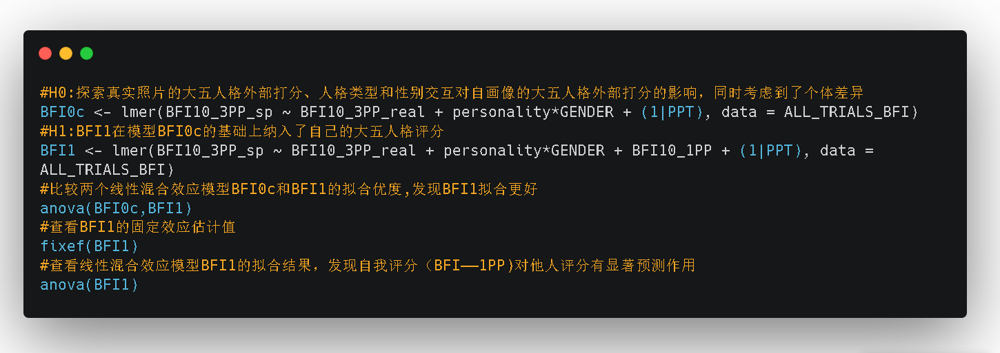 #H0:探索真实照片的大五人格外部打分、人格类型和性别交互对自画像的大五人格外部打分的影响，同时考虑到了个体差异
BFI0c <- lmer(BFI10_3PP_sp ~ BFI10_3PP_real + personality*GENDER + (1|PPT), data = ALL_TRIALS_BFI)
#H1:BFI1在模型BFI0c的基础上纳入了自己的大五人格评分
BFI1 <- lmer(BFI10_3PP_sp ~ BFI10_3PP_real + personality*GENDER + BFI10_1PP + (1|PPT), data =
ALL_TRIALS_BFI)
#比较两个线性混合效应模型BFI0c和BFI1的拟合优度,发现BFI1拟合更好
anova(BFI0c,BFI1)
#查看BFI1的固定效应估计值
fixef(BFI1)
#查看线性混合效应模型BFI1的拟合结果，发现自我评分（BFI——1PP)对他人评分有显著预测作用
anova(BFI1)